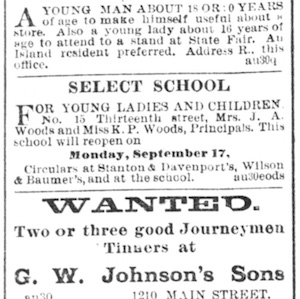 A YOUNG MAN ABOUT 18 OR 20 YEARS
of age to make himself useful about a
store. Also a young lady about 16 years of
age to attend to a stand at State Fair. An
Island resident preferred. Address R., this
office. au30q
SELECT SCHOOL
FOR YOUNG LADIES AND CHILDREN.
No. 15 Thirteenth street, Mrs. J. A.
Woods and Miss K. P. Woods, Principals. This
school will reopen on
Monday, September 17,
Circulars at Stanton & Davenport's, Wilson
& Baumer's, and at the school. au30eods
WANTED.
Two or three good Journeymen
Tinners at
G. W. Johnson's Sons
au30 1210 MAIN STREET.